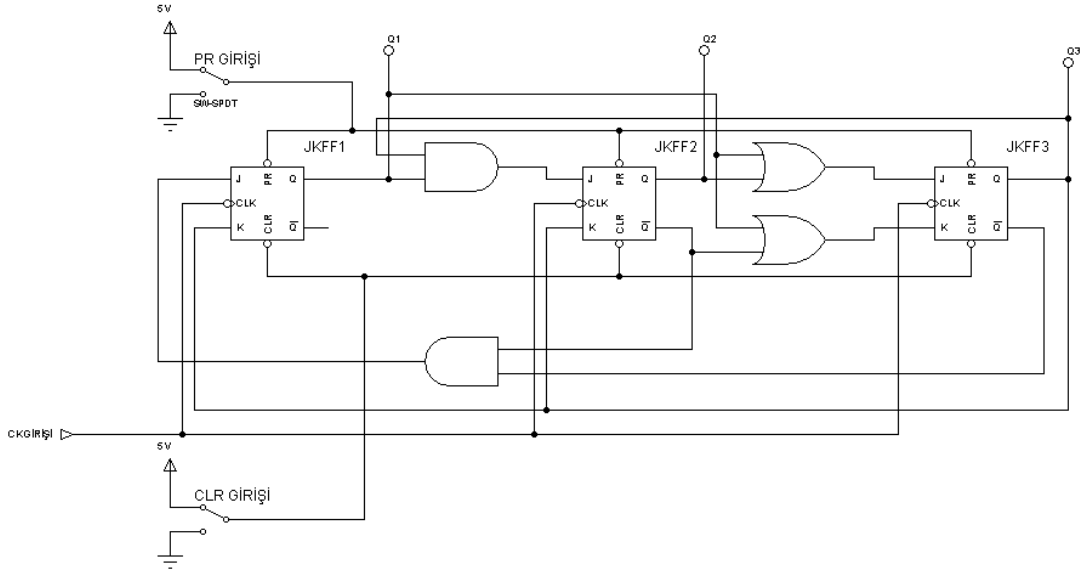 5V
PR GİRİŞİ
SW-SPDT
Q1
Q2
Q3
JKFF1
JKFF2
JKFF3
J
PR
Q
CLK
K
CLR
Q
J
PR
Q
CLK
K
CLR
Q
J
PR
Q
CLK
K
CLR
Q
CKGİRİŞİ
5V
CLR GİRİŞİ